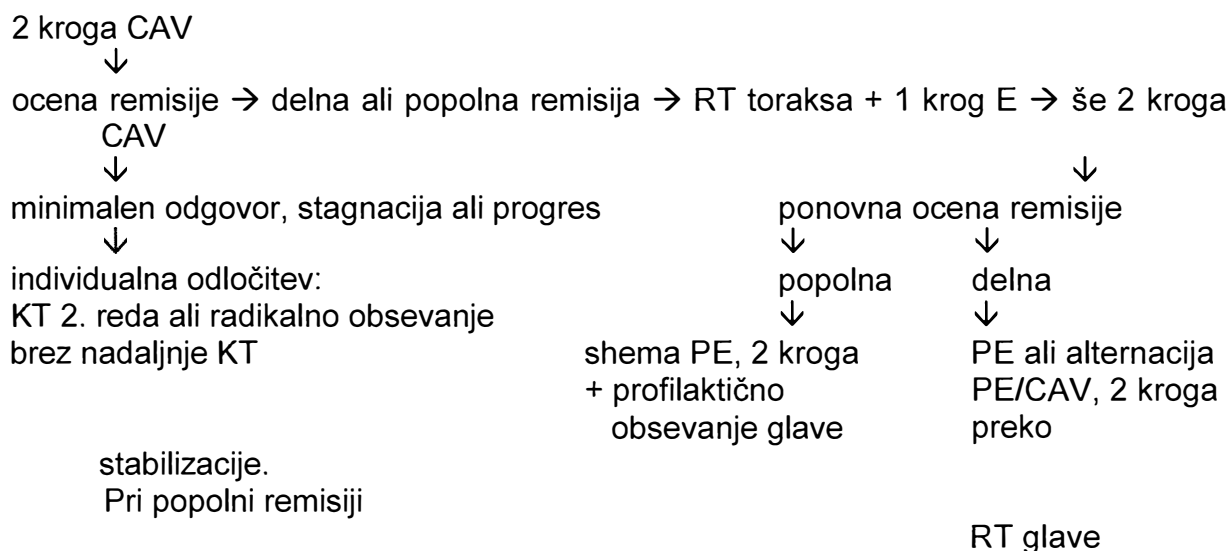 2 kroga CAV
↓
ocena remisije → delna ali popolna remisija → RT toraksa + 1 krog E → še 2 kroga
CAV
↓ ↓
minimalen odgovor, stagnacija ali progres ponovna ocena remisije
↓ ↓ ↓
individualna odločitev: popolna delna
KT 2. reda ali radikalno obsevanje ↓ ↓
brez nadaljnje KT shema PE, 2 kroga PE ali alternacija
+ profilaktično PE/CAV, 2 kroga
obsevanje glave preko
stabilizacije.
Pri popolni remisiji
RT glave